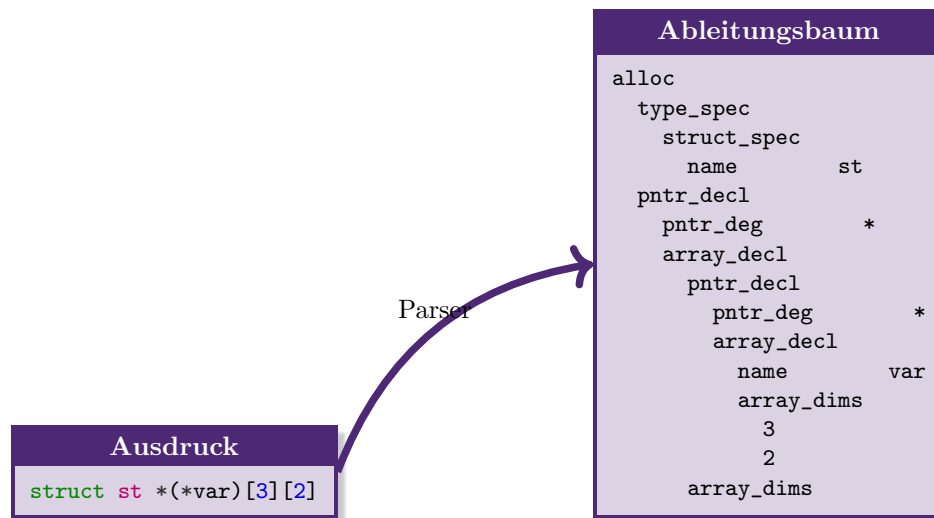 Ableitungsbaum
alloc
  type_spec
    struct_spec
      name        st
  pntr_decl
    pntr_deg        *
    array_decl
      pntr_decl
        pntr_deg        *
        array_decl
          name        var
          array_dims
            3
            2
      array_dims
Parser
Ausdruck
struct st *(*var)[3][2]